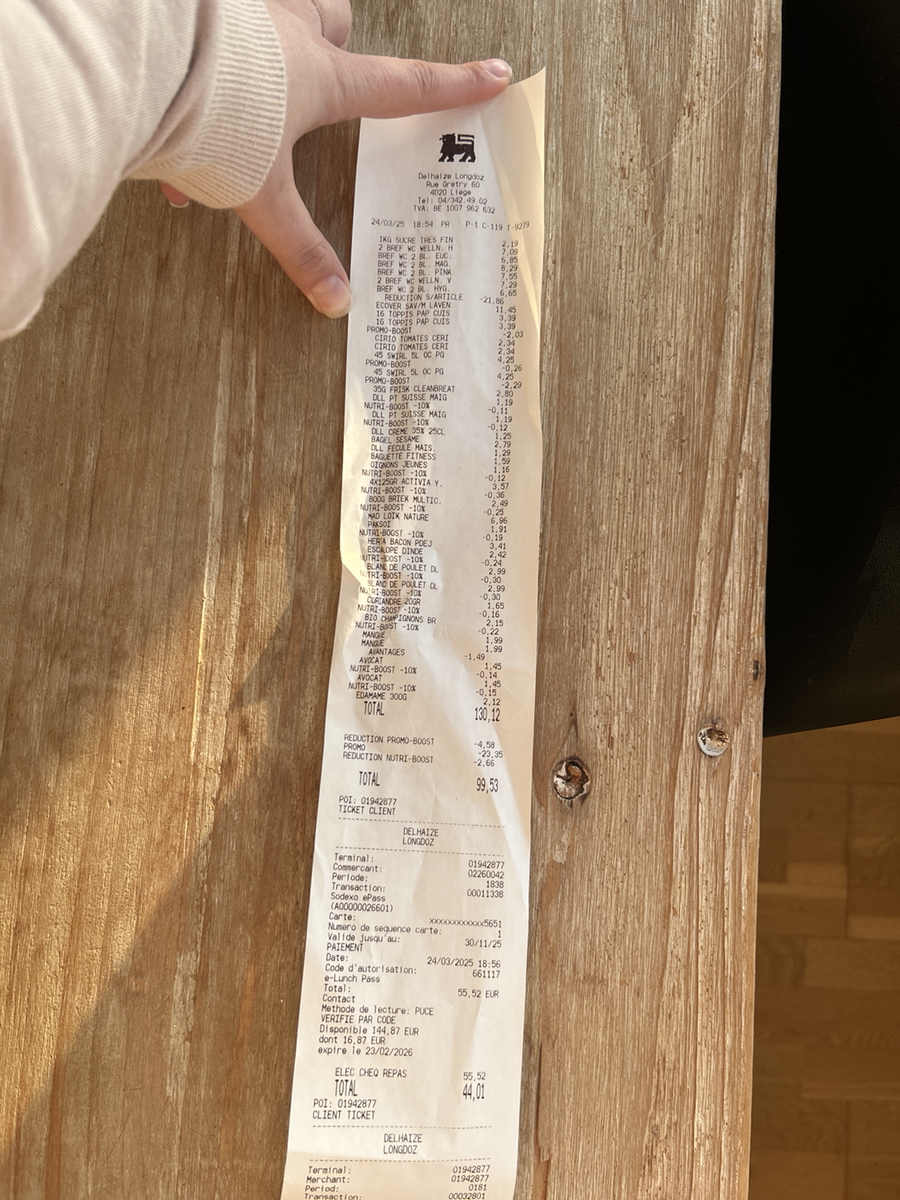 Delhaize Longdoz
Rue Gretry 60
4020 Liege
Tel: 04/342.49.02
TVA: BE 1007 962 632
24/03/25 18:54 PR P-1 C-119 T-9279
1KG SUCRE TRES FIN 2,19
2 BREF WC WELLN. H 7,09
BREF WC 2 BL. EUC. 6,85
BREF WC 2 BL. MAG. 8,29
BREF WC 2 BL. PINK 7,55
2 BREF WC WELLN. V 7,29
BREF WC 2 BL. HYG. 6,65
REDUCTION S/ARTICLE -21,86
ECOVER SAV/M LAVEN 11,45
16 TOPPIS PAP CUIS 3,39
16 TOPPIS PAP CUIS 3,39
PROMO-BOOST -2,03
CIRIO TOMATES CERI 2,34
CIRIO TOMATES CERI 2,34
45 SWIRL 5L OC PG 4,25
PROMO-BOOST -0,26
45 SWIRL 5L OC PG 4,25
PROMO-BOOST -2,29
35G FRISK CLEANBREAT 2,80
DLL PT SUISSE MAIG 1,19
NUTRI-BOOST -10% -0,11
DLL PT SUISSE MAIG 1,19
NUTRI-BOOST -10% -0,12
DLL CREME 35% 25CL 1,25
BAGEL SESAME 2,79
DLL FECULE MAIS. 1,29
BAGUETTE FITNESS 1,59
OIGNONS JEUNES 1,16
NUTRI-BOOST -10% -0,12
4X125GR ACTIVIA Y. 3,57
NUTRI-BOOST -10% -0,36
800G BRIEK MULTIC. 2,49
NUTRI-BOOST -10% -0,25
MAD LOIK NATURE 6,96
PAKSOI 1,91
NUTRI-BOOST -10% -0,19
HERTA BACON PDEJ 3,41
ESCALOPE DINDE 2,42
NUTRI-BOOST -10% -0,24
BLANC DE POULET DL 2,99
NUTRI-BOOST -10% -0,30
BLANC DE POULET DL 2,99
NUTRI-BOOST -10% -0,30
CORIANDRE 20GR 1,65
NUTRI-BOOST -10% -0,16
BIO CHAMPIGNONS BR 2,15
NUTRI-BOOST -10% -0,22
MANGUE 1,99
MANGUE 1,99
AVANTAGES -1,49
AVOCAT 1,45
NUTRI-BOOST -10% -0,14
AVOCAT 1,45
NUTRI-BOOST -10% -0,15
EDAMAME 300G 2,12
TOTAL 130,12
REDUCTION PROMO-BOOST -4,58
PROMO -23,35
REDUCTION NUTRI-BOOST -2,66
TOTAL 99,53
POI: 01942877
TICKET CLIENT
DELHAIZE
LONGDOZ
Terminal: 01942877
Commercant: 02260042
Periode: 1838
Transaction: 00011338
Sodexo ePass
(A00000026601)
Carte: xxxxxxxxxxxx5651
Numero de sequence carte: 1
Valide jusqu'au: 30/11/25
PAIEMENT
Date: 24/03/2025 18:56
Code d'autorisation: 661117
e-Lunch Pass
Total: 55,52 EUR
Contact
Methode de lecture: PUCE
VERIFIE PAR CODE
Disponible 144,87 EUR
dont 16,87 EUR
expire le 23/02/2026
ELEC CHEQ REPAS 55,52
TOTAL 44,01
POI: 01942877
CLIENT TICKET
DELHAIZE
LONGDOZ
Terminal: 01942877
Merchant: 01942877
Period: 0181
Transaction: 00032801